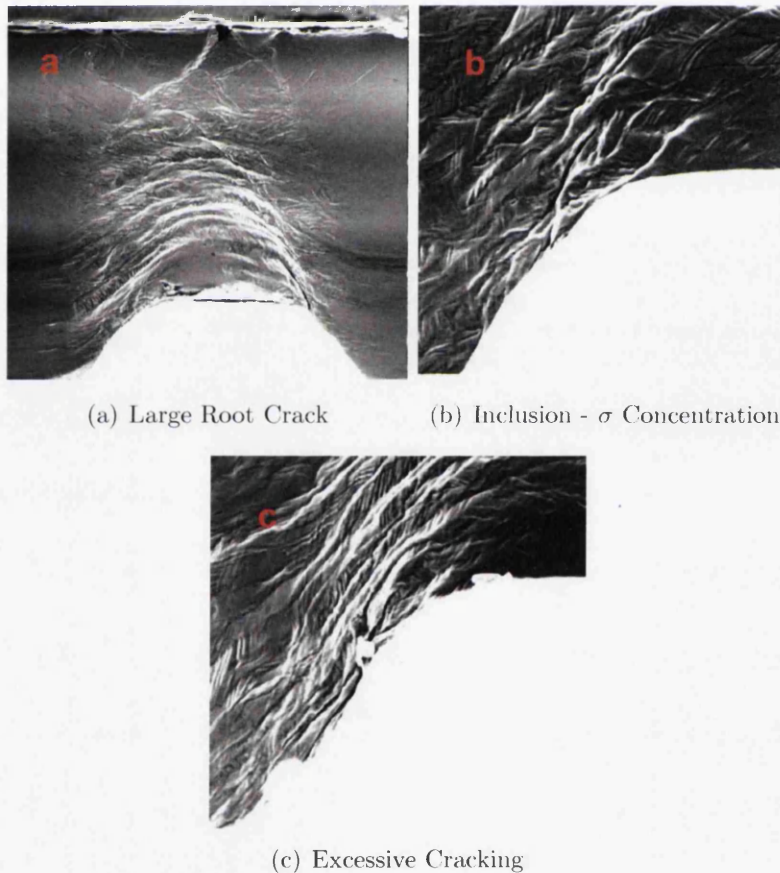 a
b
(a) Large Root Crack
(b) Inclusion - σ Concentration
c
(c) Excessive Cracking